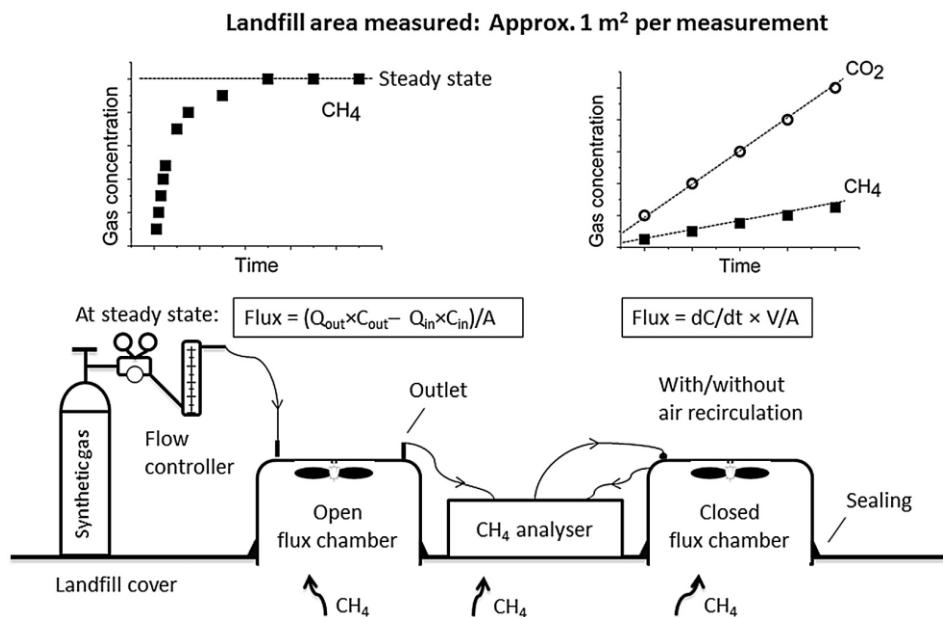 Landfill area measured: Approx. 1 m² per measurement
Gas concentration
Steady state
CH₄
Time
Gas concentration
CO₂
CH₄
Time
At steady state:
Flux = (Qout×Cout– Qin×Cin)/A
Flux = dC/dt × V/A
Syntheticgas
Flow
controller
Outlet
With/without
air recirculation
Open
flux chamber
CH₄ analyser
Closed
flux chamber
Sealing
Landfill cover
CH₄
CH₄
CH₄